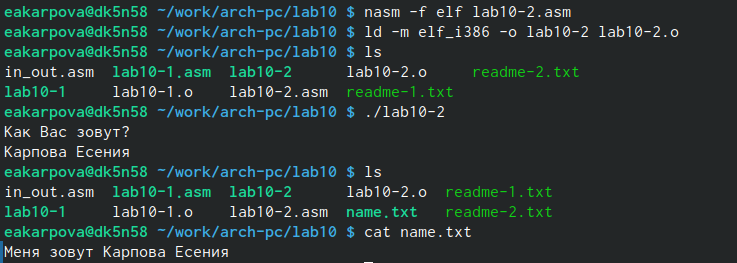 eakarpova@dk5n58 ~/work/arch-pc/lab10 $ nasm -f elf lab10-2.asm
eakarpova@dk5n58 ~/work/arch-pc/lab10 $ ld -m elf_i386 -o lab10-2 lab10-2.o
eakarpova@dk5n58 ~/work/arch-pc/lab10 $ ls
in_out.asm lab10-1.asm lab10-2 lab10-2.o readme-2.txt
lab10-1 lab10-1.o lab10-2.asm readme-1.txt
eakarpova@dk5n58 ~/work/arch-pc/lab10 $ ./lab10-2
Как Вас зовут?
Карпова Есения
eakarpova@dk5n58 ~/work/arch-pc/lab10 $ ls
in_out.asm lab10-1.asm lab10-2 lab10-2.o readme-1.txt
lab10-1 lab10-1.o lab10-2.asm name.txt readme-2.txt
eakarpova@dk5n58 ~/work/arch-pc/lab10 $ cat name.txt
Меня зовут Карпова Есения